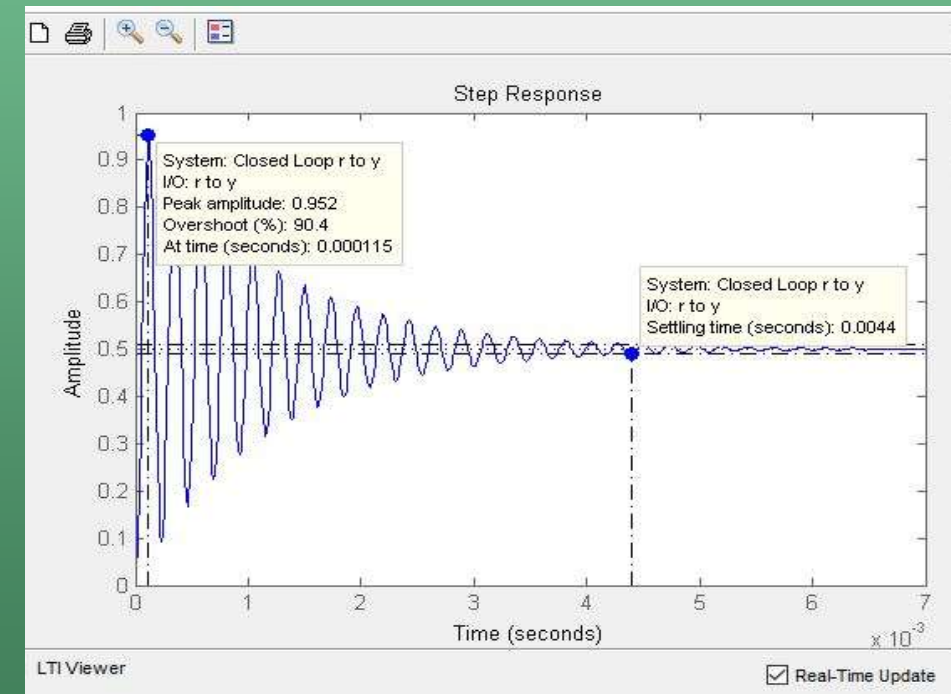 Step Response
1
0.9
0.8
0.7
0.6
0.5
0.4
0.3
0.2
0.1
0
Amplitude
System: Closed Loop r to y
I/O: r to y
Peak amplitude: 0.952
Overshoot (%): 90.4
At time (seconds): 0.000115
System: Closed Loop r to y
I/O: r to y
Settling time (seconds): 0.0044
0 1 2 3 4 5 6 7
x 10⁻³
Time (seconds)
LTI Viewer
Real-Time Update